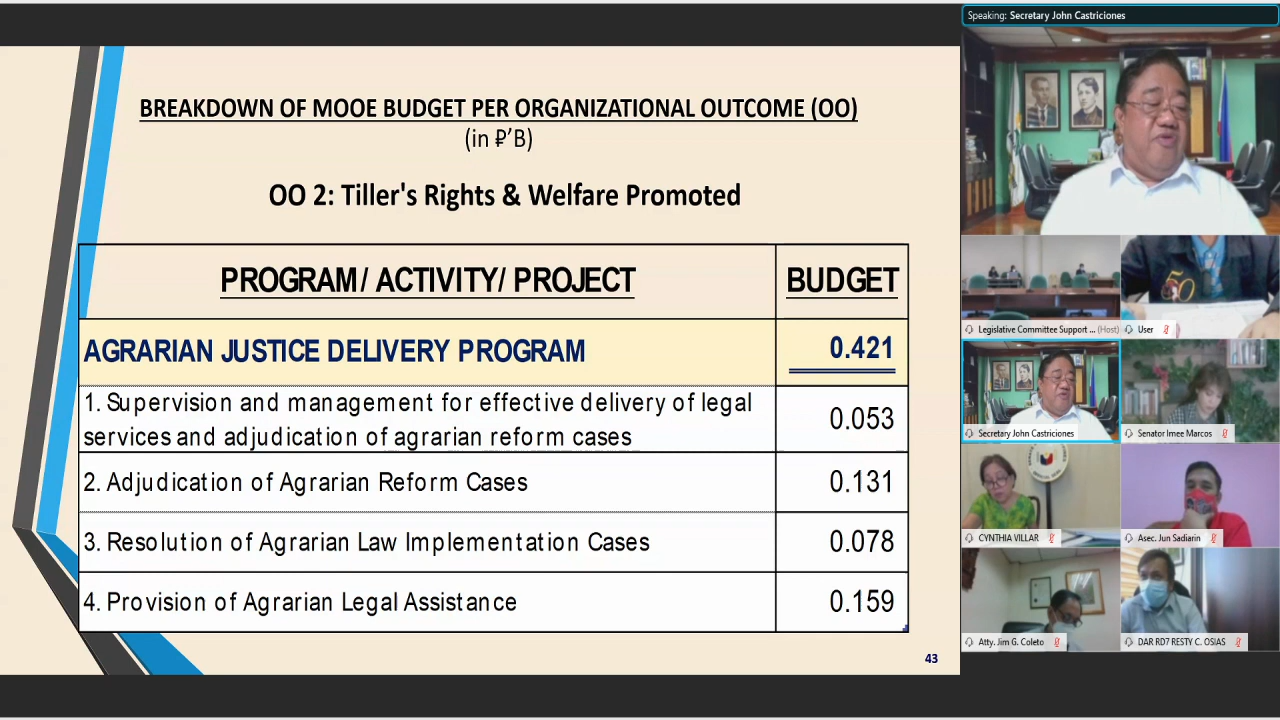 Speaking: Secretary John Castriciones
BREAKDOWN OF MOOE BUDGET PER ORGANIZATIONAL OUTCOME (OO)
(in ₽'B)
OO 2: Tiller's Rights & Welfare Promoted
PROGRAM/ ACTIVITY/ PROJECT BUDGET
AGRARIAN JUSTICE DELIVERY PROGRAM 0.421
1. Supervision and management for effective delivery of legal
services and adjudication of agrarian reform cases 0.053
2. Adjudication of Agrarian Reform Cases 0.131
3. Resolution of Agrarian Law Implementation Cases 0.078
4. Provision of Agrarian Legal Assistance 0.159
43
50
Legislative Committee Support ... (Host)
User
Secretary John Castriciones
Senator Imee Marcos
CYNTHIA VILLAR
Asec. Jun Sadiarin
Atty. Jim G. Coleto
DAR RD7 RESTY C. OSIAS